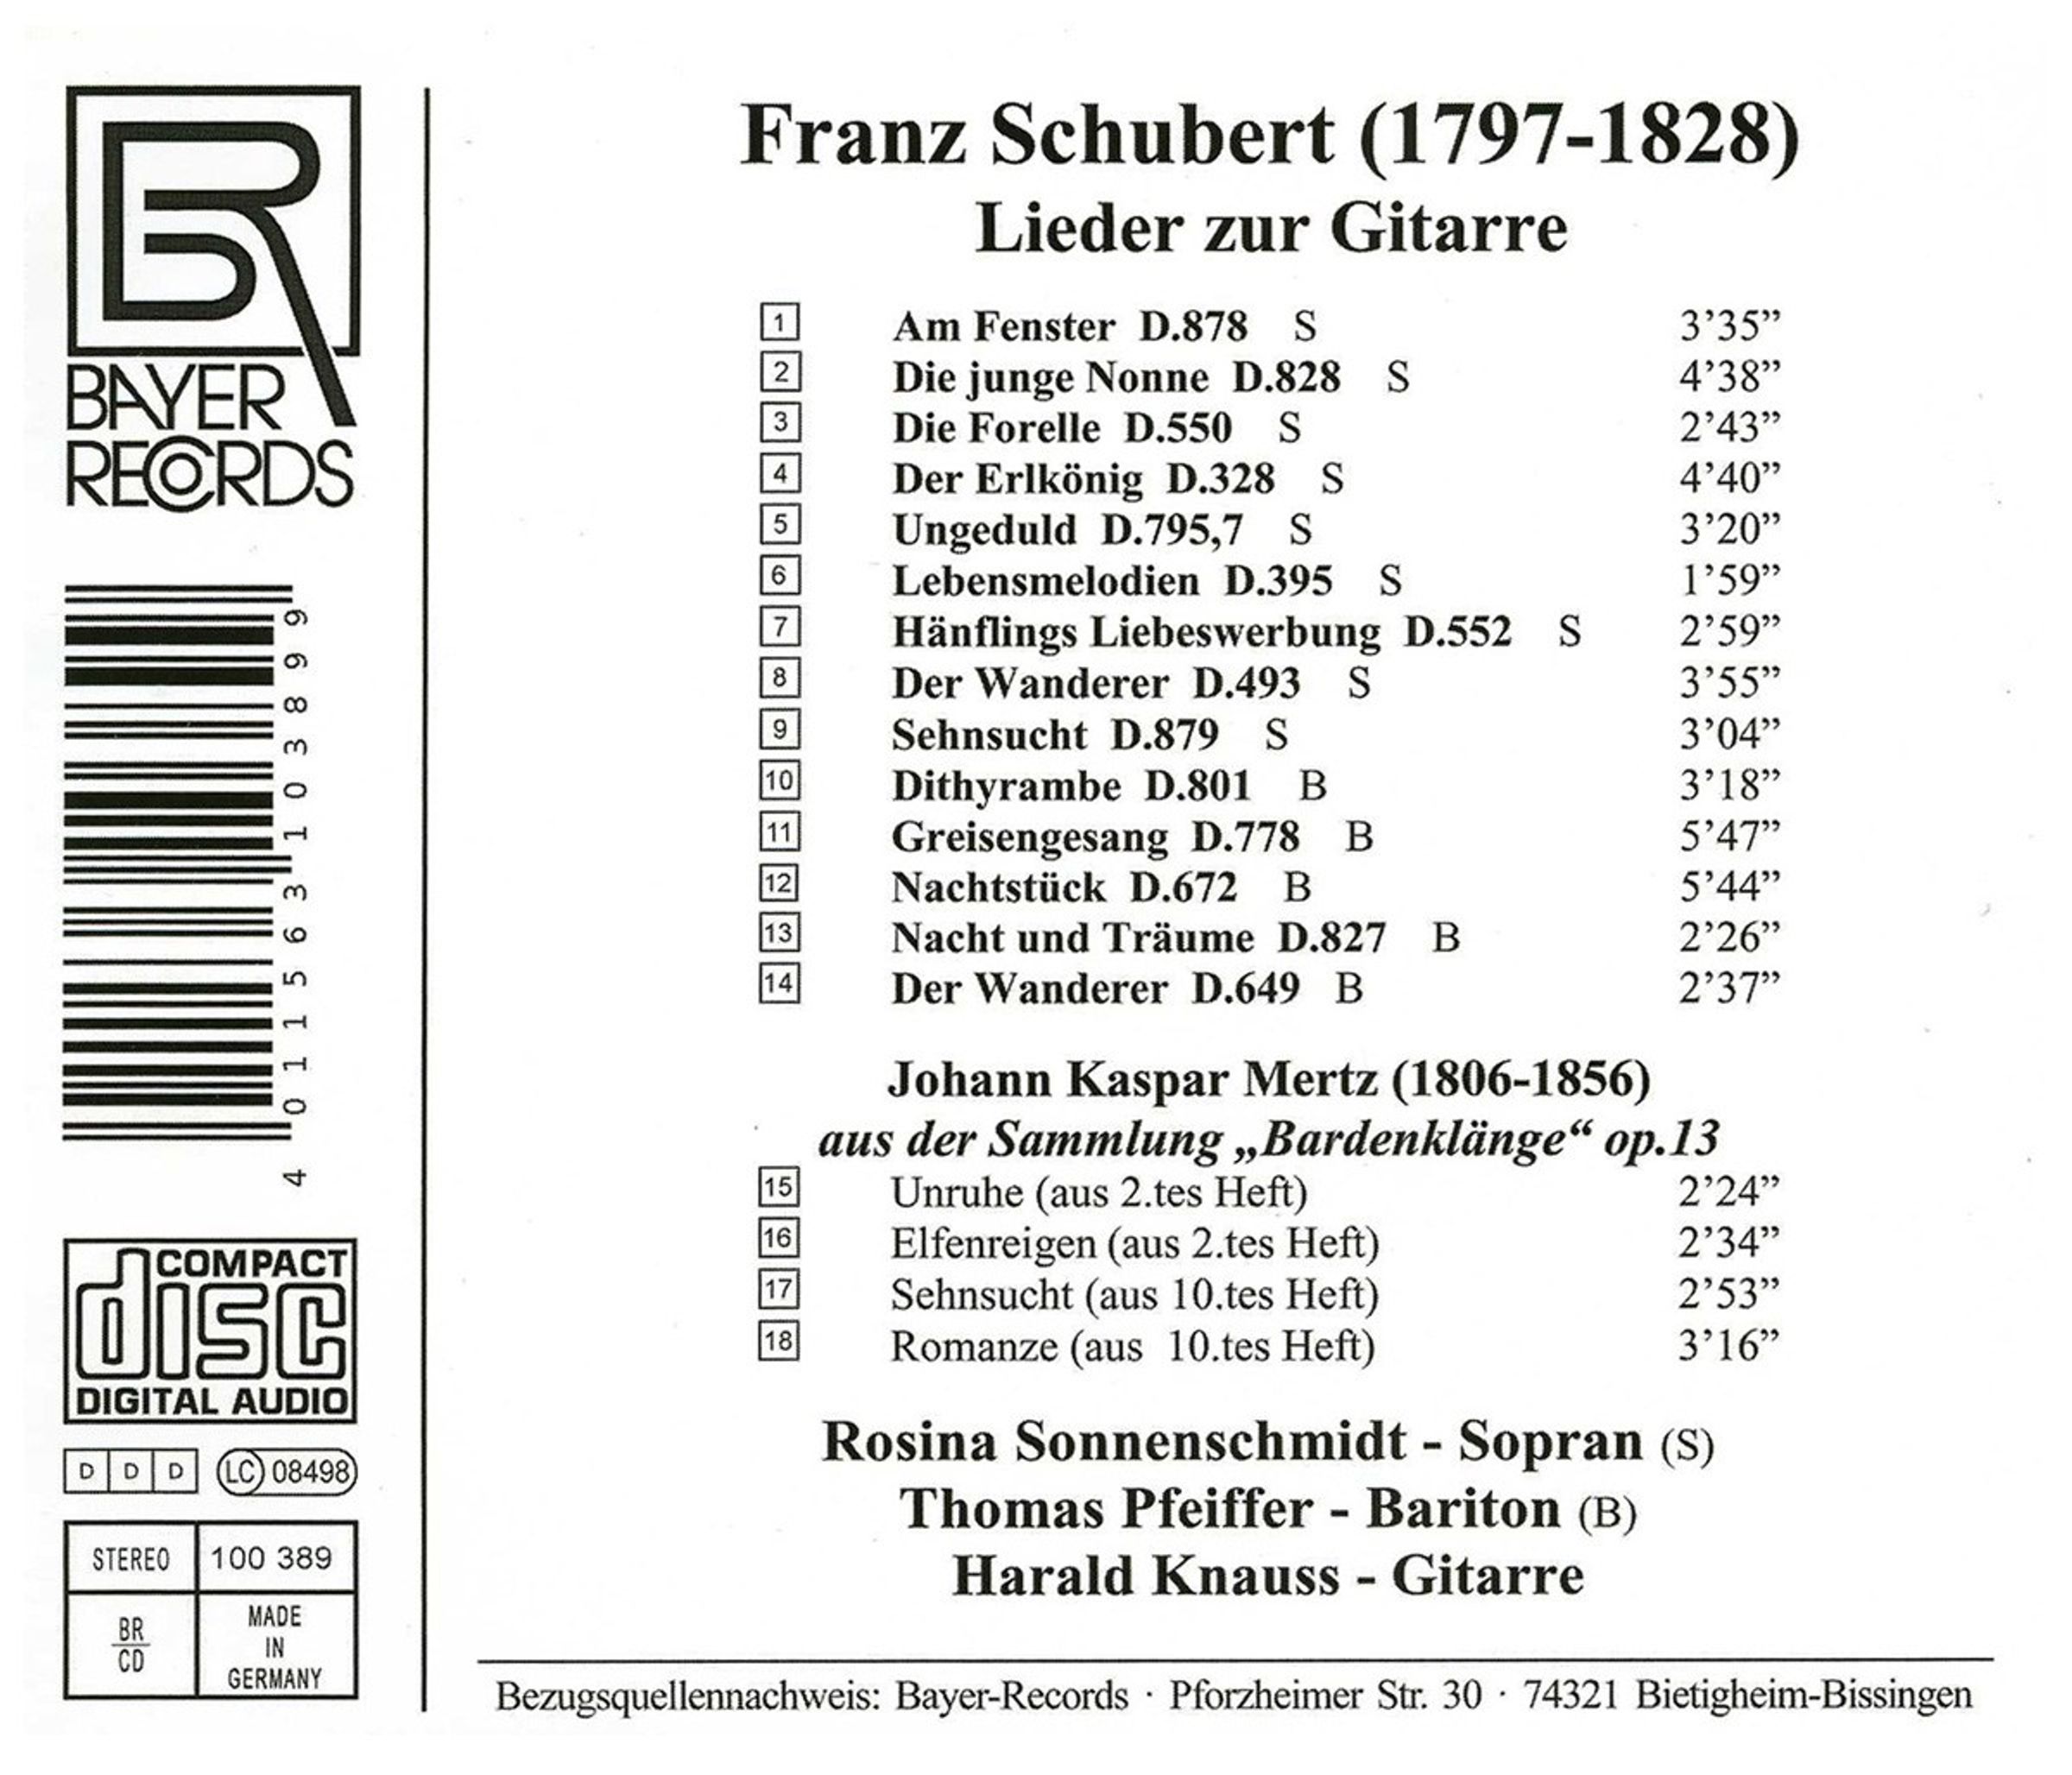 BAYER
RECORDS
4 015631 038996
COMPACT
disc
DIGITAL AUDIO
D D D LC 08498
STEREO 100 389
BR
CD
MADE
IN
GERMANY
Franz Schubert (1797-1828)
Lieder zur Gitarre
1 Am Fenster D.878 S 3’35”
2 Die junge Nonne D.828 S 4’38”
3 Die Forelle D.550 S 2’43”
4 Der Erlkönig D.328 S 4’40”
5 Ungeduld D.795,7 S 3’20”
6 Lebensmelodien D.395 S 1’59”
7 Hänflings Liebeswerbung D.552 S 2’59”
8 Der Wanderer D.493 S 3’55”
9 Sehnsucht D.879 S 3’04”
10 Dithyrambe D.801 B 3’18”
11 Greisengesang D.778 B 5’47”
12 Nachtstück D.672 B 5’44”
13 Nacht und Träume D.827 B 2’26”
14 Der Wanderer D.649 B 2’37”
Johann Kaspar Mertz (1806-1856)
aus der Sammlung „Bardenklänge“ op.13
15 Unruhe (aus 2.tes Heft) 2’24”
16 Elfenreigen (aus 2.tes Heft) 2’34”
17 Sehnsucht (aus 10.tes Heft) 2’53”
18 Romanze (aus 10.tes Heft) 3’16”
Rosina Sonnenschmidt - Sopran (S)
Thomas Pfeiffer - Bariton (B)
Harald Knauss - Gitarre
Bezugsquellennachweis: Bayer-Records · Pforzheimer Str. 30 · 74321 Bietigheim-Bissingen